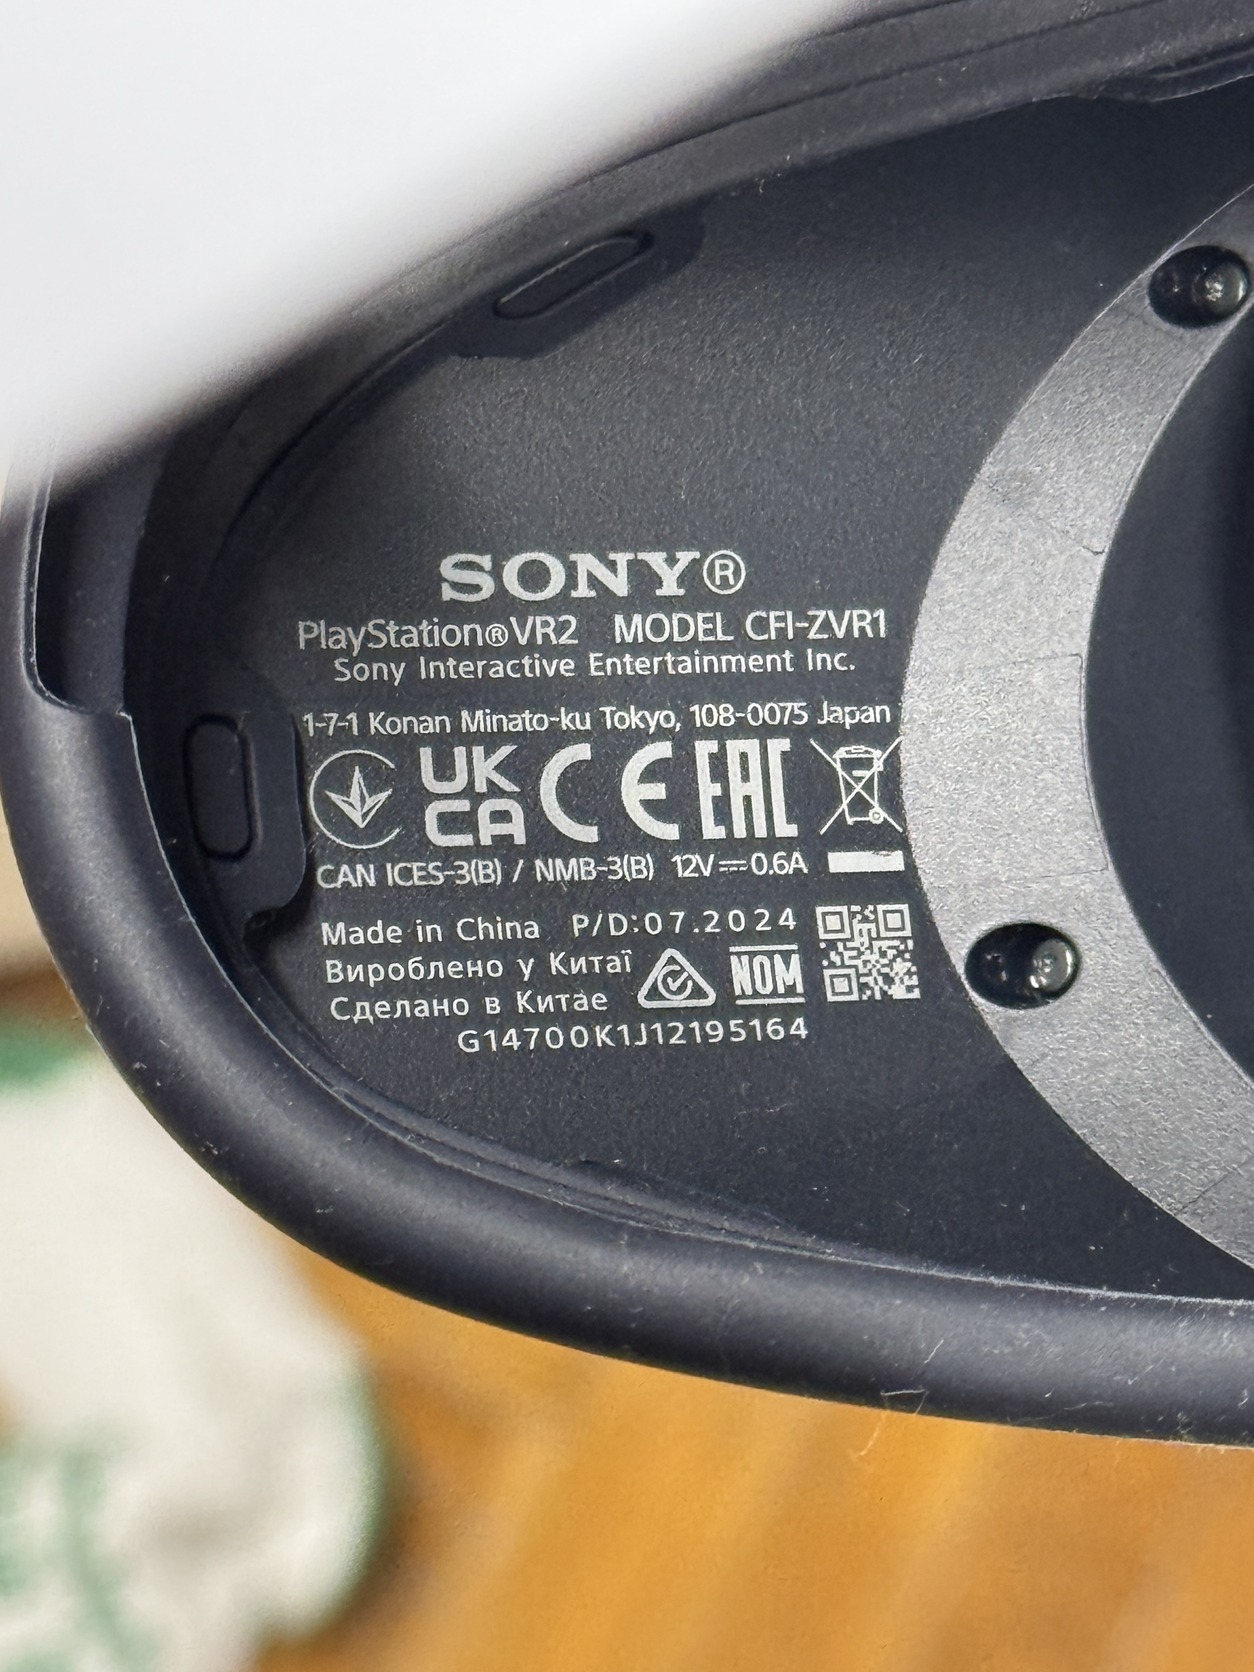 SONY®
PlayStation®VR2 MODEL CFI-ZVR1
Sony Interactive Entertainment Inc.
1-7-1 Konan Minato-ku Tokyo, 108-0075 Japan
UK CA CE EAC
CAN ICES-3(B) / NMB-3(B) 12V⎓0.6A
Made in China P/D:07.2024
Вироблено у Китаї NOM
Сделано в Китае
G14700K1J12195164